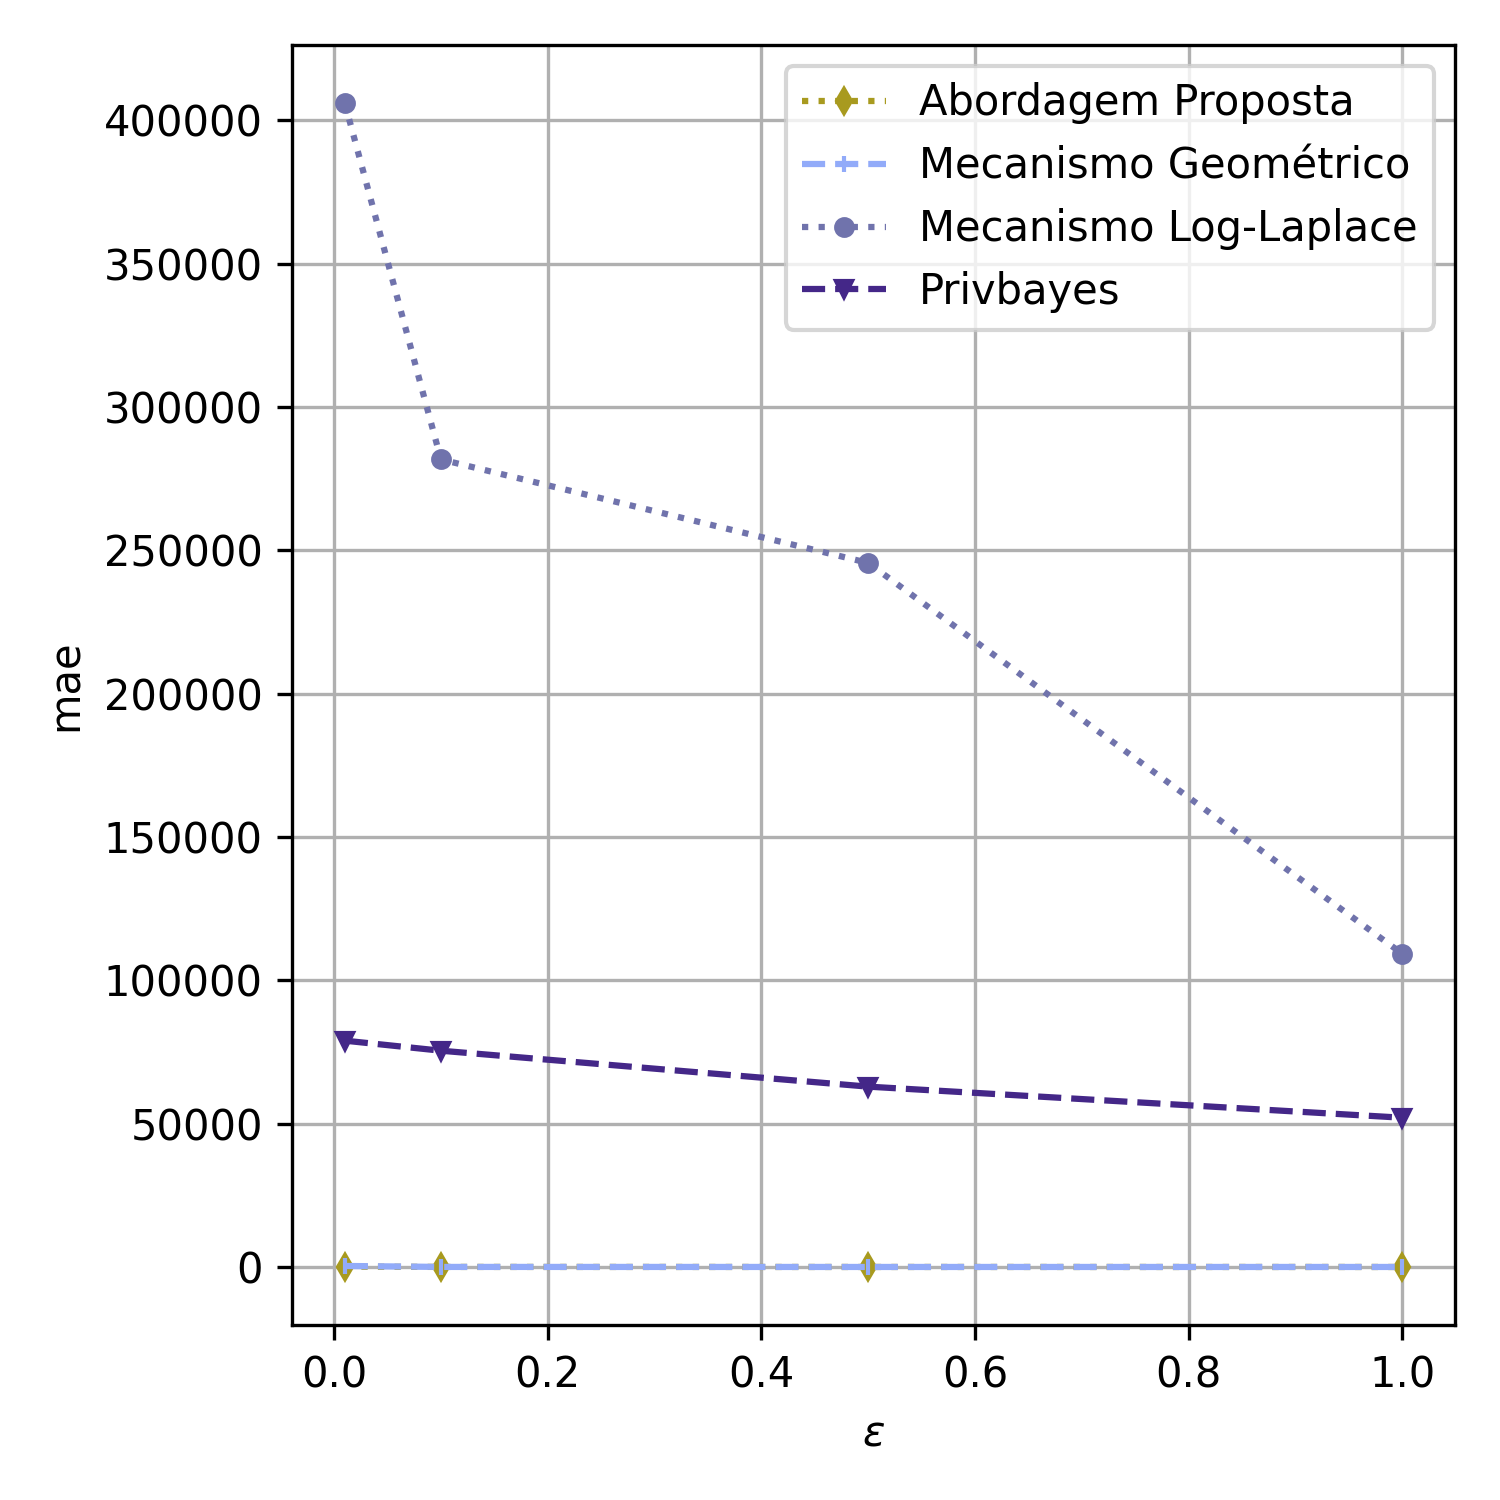 Abordagem Proposta
Mecanismo Geométrico
Mecanismo Log-Laplace
Privbayes
400000
350000
300000
250000
200000
150000
100000
50000
0
mae
0.0 0.2 0.4 0.6 0.8 1.0
ε